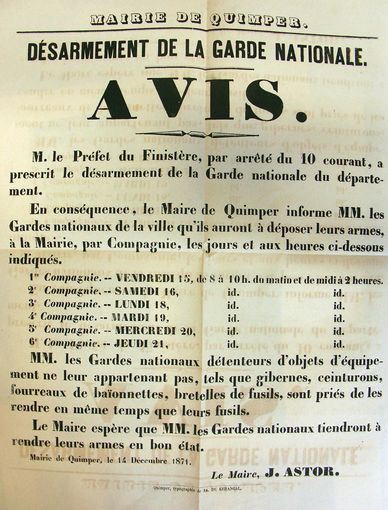 MAIRIE DE QUIMPER.
DÉSARMEMENT DE LA GARDE NATIONALE.
AVIS.
M. le Préfet du Finistère, par arrêté du 10 courant, a
prescrit le désarmement de la Garde nationale du départe-
ment.
En conséquence, le Maire de Quimper informe MM. les
Gardes nationaux de la ville qu'ils auront à déposer leurs armes,
à la Mairie, par Compagnie, les jours et aux heures ci-dessous
indiqués.
1re Compagnie. -- VENDREDI 15, de 8 à 10 h. du matin et de midi à 2 heures.
2e Compagnie. -- SAMEDI 16, id. id.
3e Compagnie. -- LUNDI 18, id. id.
4e Compagnie. -- MARDI 19, id. id.
5e Compagnie. -- MERCREDI 20, id. id.
6e Compagnie. -- JEUDI 21, id. id.
MM. les Gardes nationaux détenteurs d'objets d'équipe-
ment ne leur appartenant pas, tels que gibernes, ceinturons,
fourreaux de baïonnettes, bretelles de fusils, sont priés de les
rendre en même temps que leurs fusils.
Le Maire espère que MM. les Gardes nationaux tiendront à
rendre leurs armes en bon état.
Mairie de Quimper, le 14 Décembre 1871.
Le Maire, J. ASTOR.
Quimper, typographie de